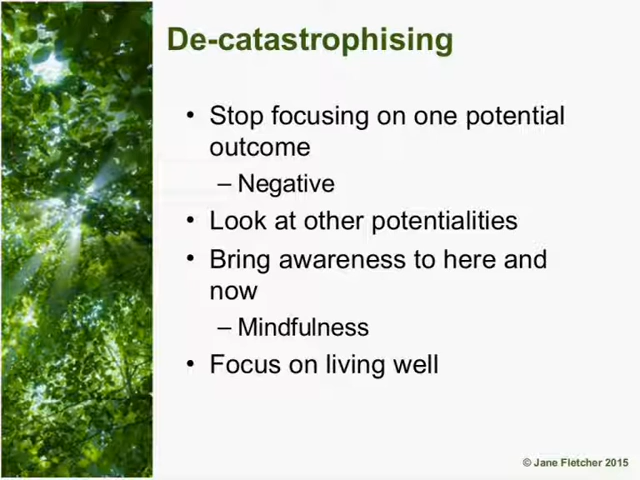 De-catastrophising
• Stop focusing on one potential
outcome
– Negative
• Look at other potentialities
• Bring awareness to here and
now
– Mindfulness
• Focus on living well
© Jane Fletcher 2015